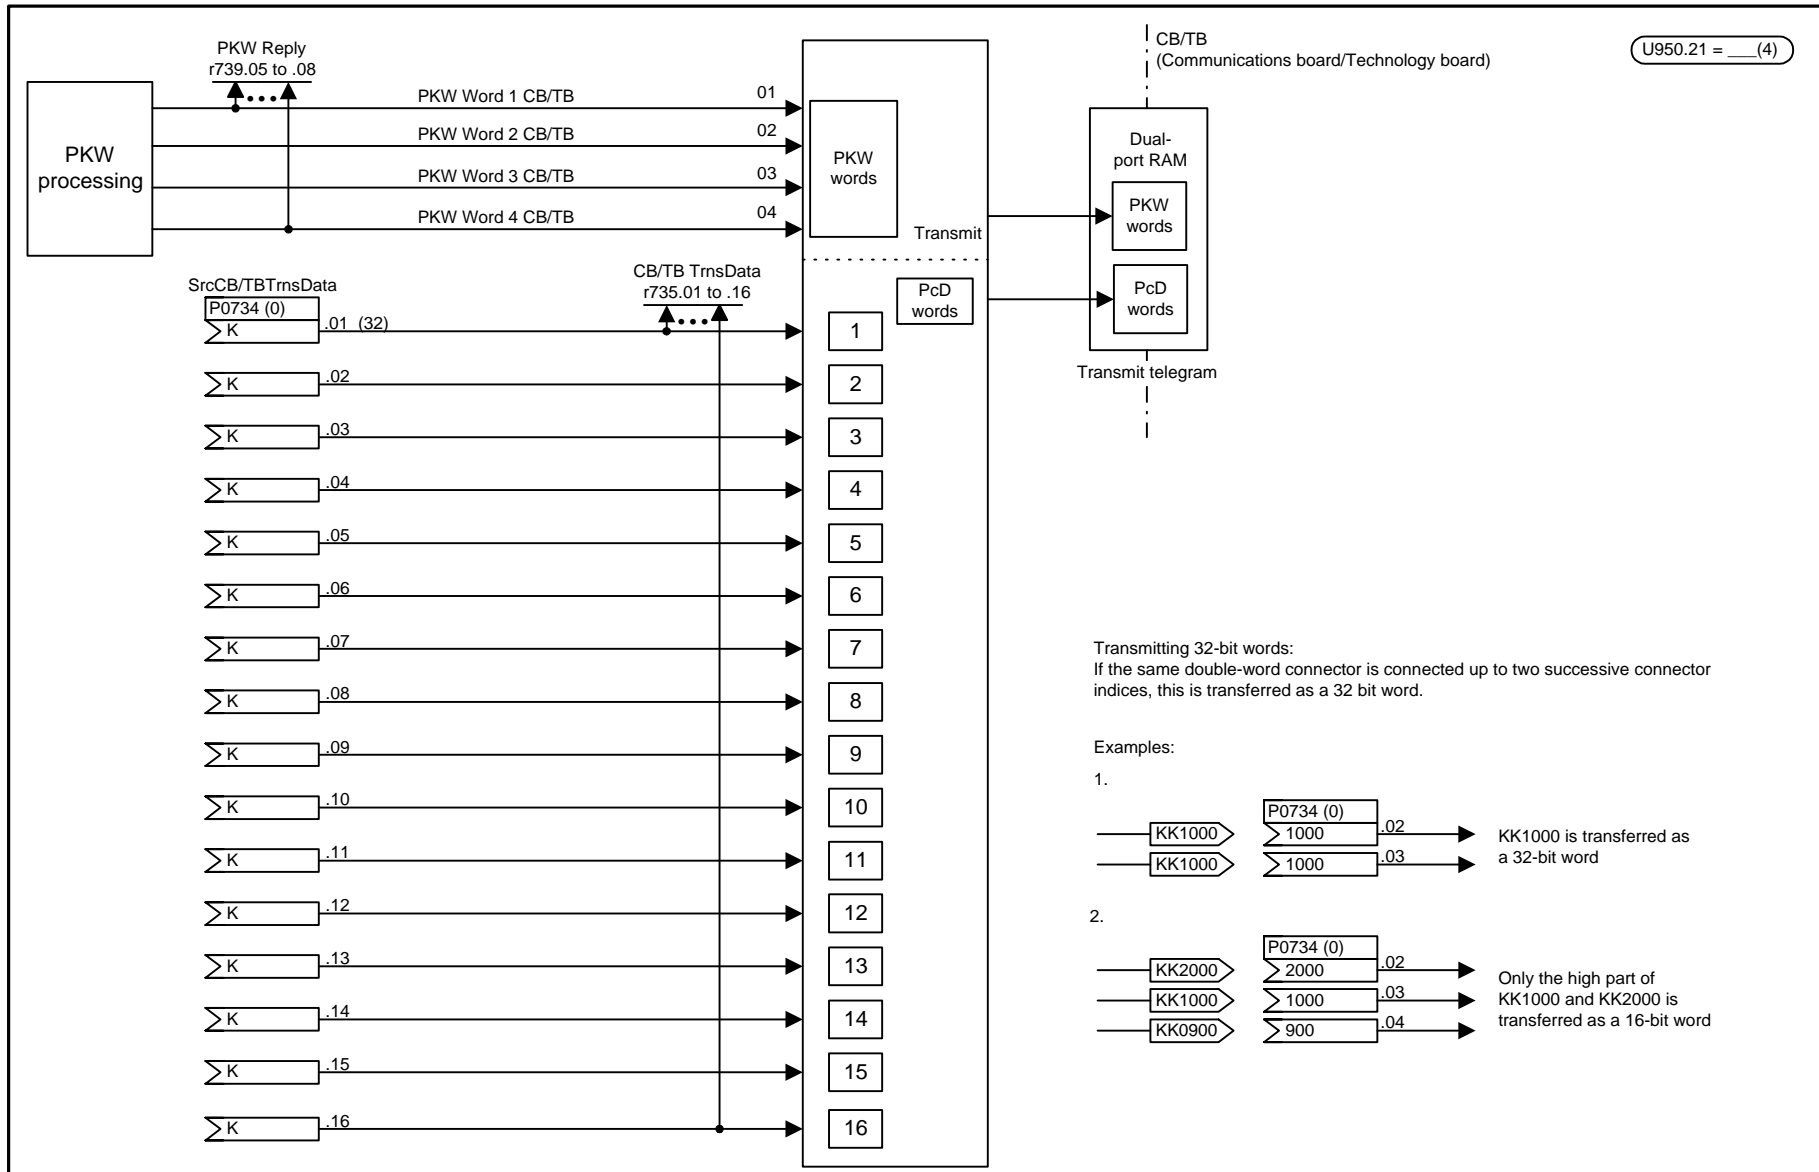 PKW Reply
r739.05 to .08
CB/TB
(Communications board/Technology board)
U950.21 = ___(4)
PKW
processing
PKW Word 1 CB/TB
01
PKW Word 2 CB/TB
02
PKW Word 3 CB/TB
03
PKW Word 4 CB/TB
04
PKW
words
Transmit
Dual-
port RAM
PKW
words
PcD
words
Transmit telegram
SrcCB/TBTrnsData
P0734 (0)
CB/TB TrnsData
r735.01 to .16
PcD
words
K .01 (32) 1
K .02 2
K .03 3
K .04 4
K .05 5
K .06 6
K .07 7
K .08 8
K .09 9
K .10 10
K .11 11
K .12 12
K .13 13
K .14 14
K .15 15
K .16 16
Transmitting 32-bit words:
If the same double-word connector is connected up to two successive connector
indices, this is transferred as a 32 bit word.
Examples:
1.
P0734 (0)
KK1000 1000 .02
KK1000 1000 .03
KK1000 is transferred as
a 32-bit word
2.
P0734 (0)
KK2000 2000 .02
KK1000 1000 .03
KK0900 900 .04
Only the high part of
KK1000 and KK2000 is
transferred as a 16-bit word